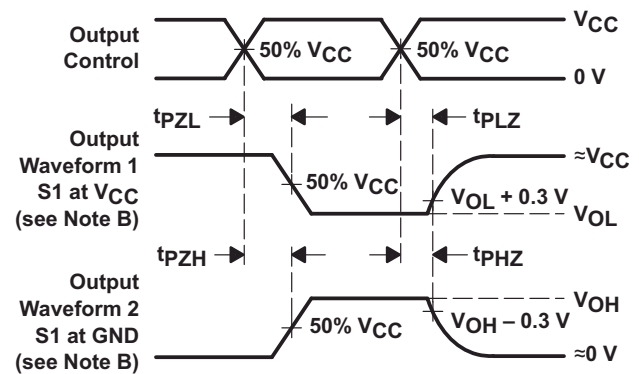 Output
Control
50% VCC
50% VCC
VCC
0 V
tPZL
tPLZ
Output
Waveform 1
S1 at VCC
(see Note B)
50% VCC
≈VCC
VOL + 0.3 V
VOL
tPZH
tPHZ
Output
Waveform 2
S1 at GND
(see Note B)
50% VCC
VOH
VOH – 0.3 V
≈0 V